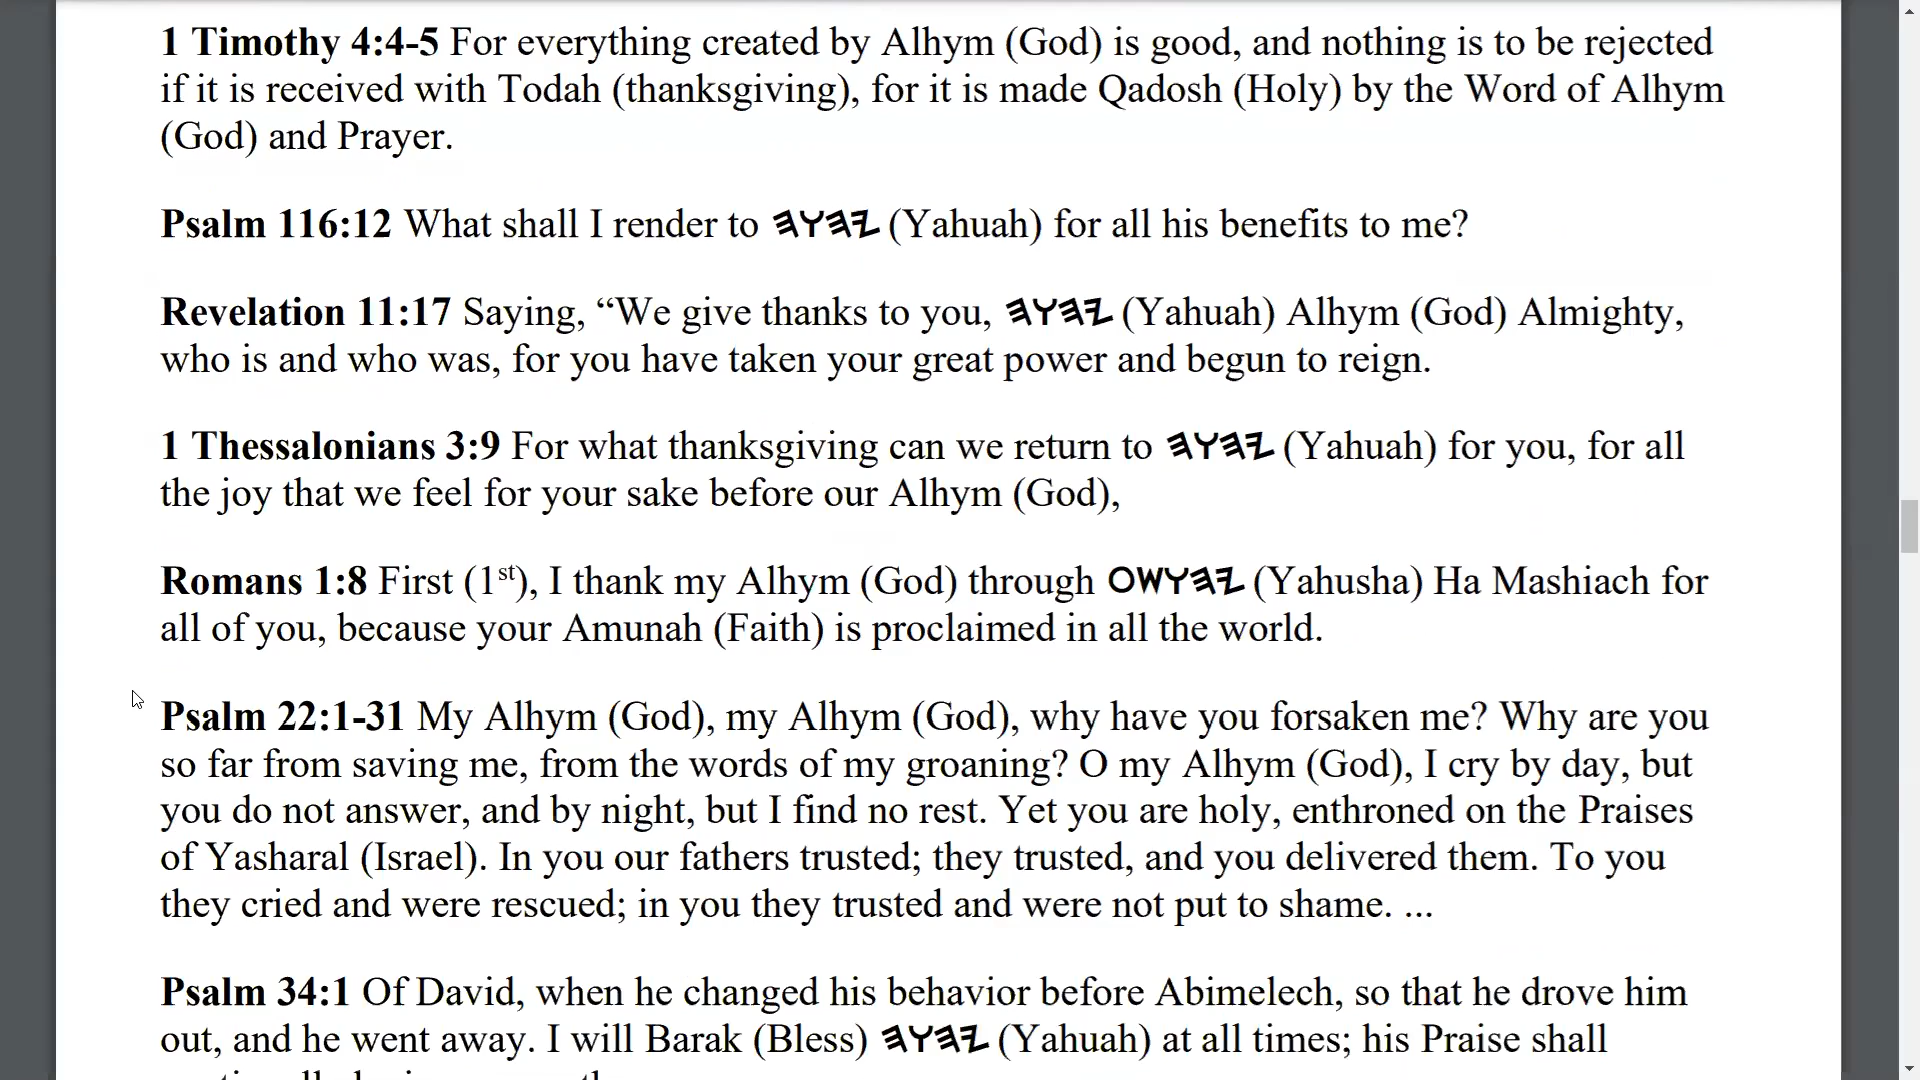 1 Timothy 4:4-5 For everything created by Alhym (God) is good, and nothing is to be rejected
if it is received with Todah (thanksgiving), for it is made Qadosh (Holy) by the Word of Alhym
(God) and Prayer.
Psalm 116:12 What shall I render to 𐤉𐤄𐤅𐤄 (Yahuah) for all his benefits to me?
Revelation 11:17 Saying, “We give thanks to you, 𐤉𐤄𐤅𐤄 (Yahuah) Alhym (God) Almighty,
who is and who was, for you have taken your great power and begun to reign.
1 Thessalonians 3:9 For what thanksgiving can we return to 𐤉𐤄𐤅𐤄 (Yahuah) for you, for all
the joy that we feel for your sake before our Alhym (God),
Romans 1:8 First (1st), I thank my Alhym (God) through 𐤉𐤄𐤅𐤔𐤏 (Yahusha) Ha Mashiach for
all of you, because your Amunah (Faith) is proclaimed in all the world.
Psalm 22:1-31 My Alhym (God), my Alhym (God), why have you forsaken me? Why are you
so far from saving me, from the words of my groaning? O my Alhym (God), I cry by day, but
you do not answer, and by night, but I find no rest. Yet you are holy, enthroned on the Praises
of Yasharal (Israel). In you our fathers trusted; they trusted, and you delivered them. To you
they cried and were rescued; in you they trusted and were not put to shame. ...
Psalm 34:1 Of David, when he changed his behavior before Abimelech, so that he drove him
out, and he went away. I will Barak (Bless) 𐤉𐤄𐤅𐤄 (Yahuah) at all times; his Praise shall